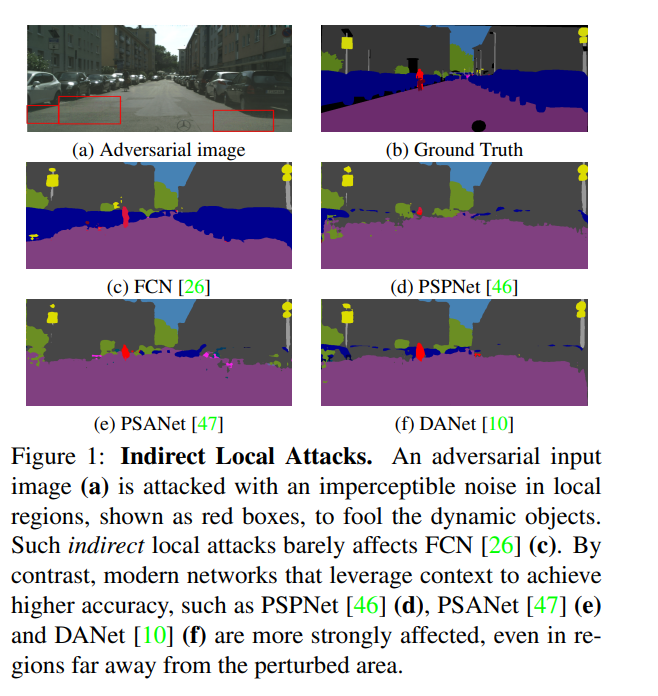 (a) Adversarial image
(b) Ground Truth
(c) FCN [26]
(d) PSPNet [46]
(e) PSANet [47]
(f) DANet [10]
Figure 1: Indirect Local Attacks. An adversarial input
image (a) is attacked with an imperceptible noise in local
regions, shown as red boxes, to fool the dynamic objects.
Such indirect local attacks barely affects FCN [26] (c). By
contrast, modern networks that leverage context to achieve
higher accuracy, such as PSPNet [46] (d), PSANet [47] (e)
and DANet [10] (f) are more strongly affected, even in re-
gions far away from the perturbed area.